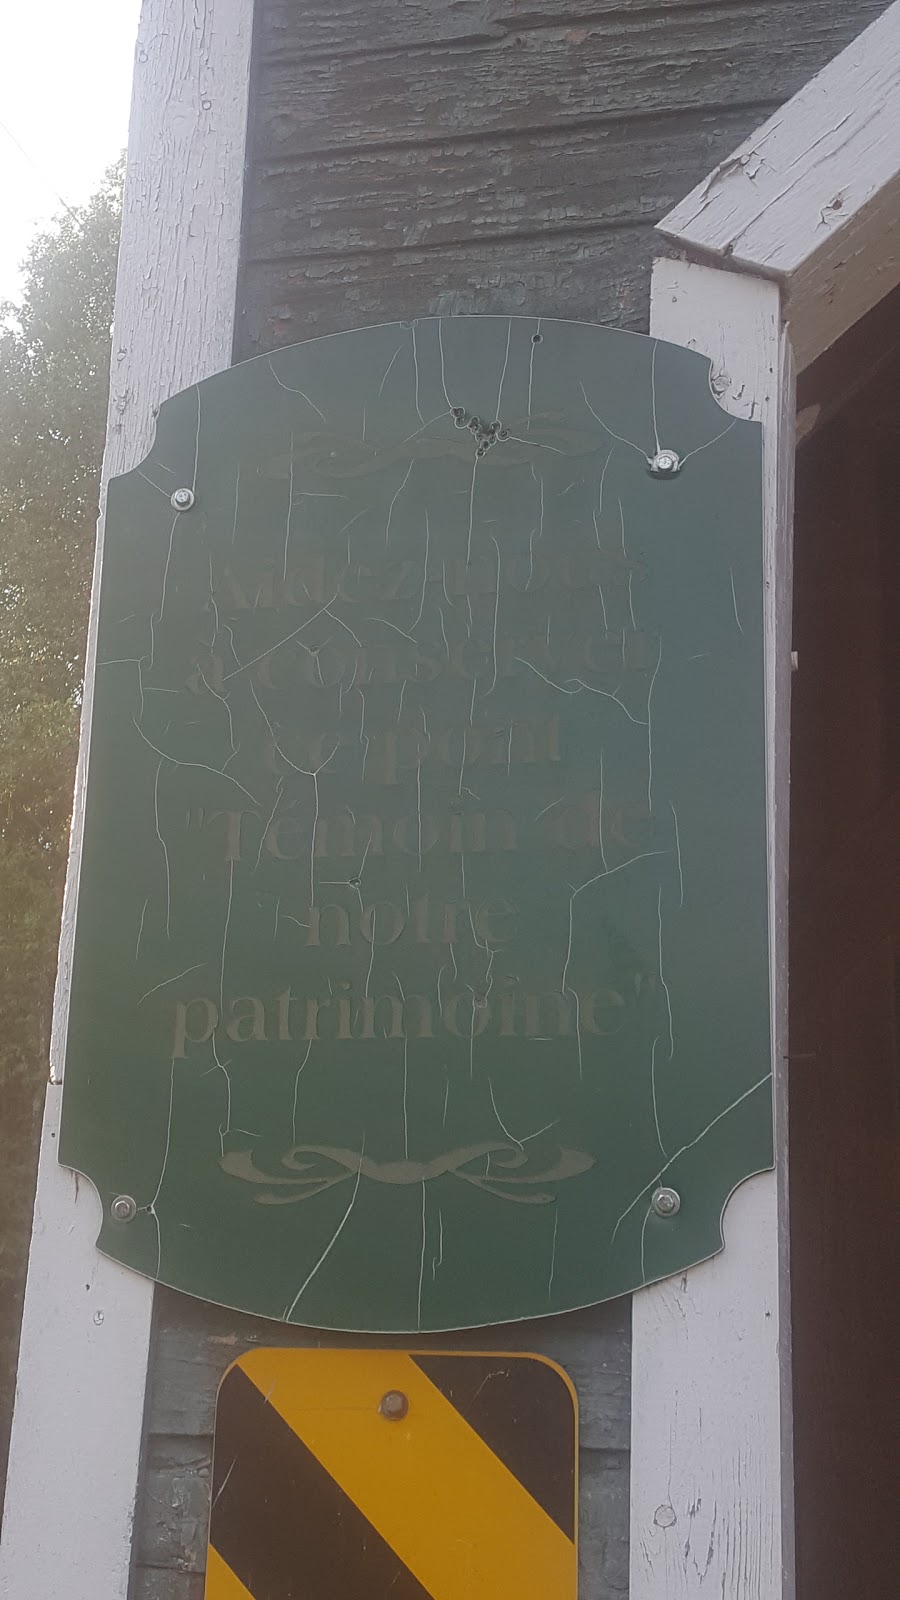 Aidez-nous
à conserver
ce pont
"Témoin de
notre
patrimoine"